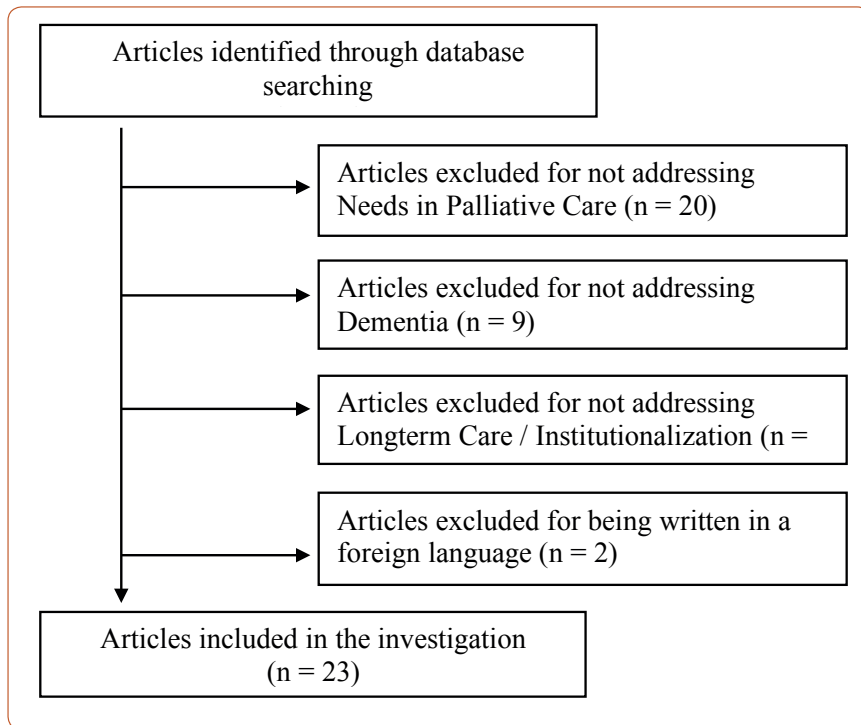 Articles identified through database
searching
Articles excluded for not addressing
Needs in Palliative Care (n = 20)
Articles excluded for not addressing
Dementia (n = 9)
Articles excluded for not addressing
Longterm Care / Institutionalization (n =
Articles excluded for being written in a
foreign language (n = 2)
Articles included in the investigation
(n = 23)